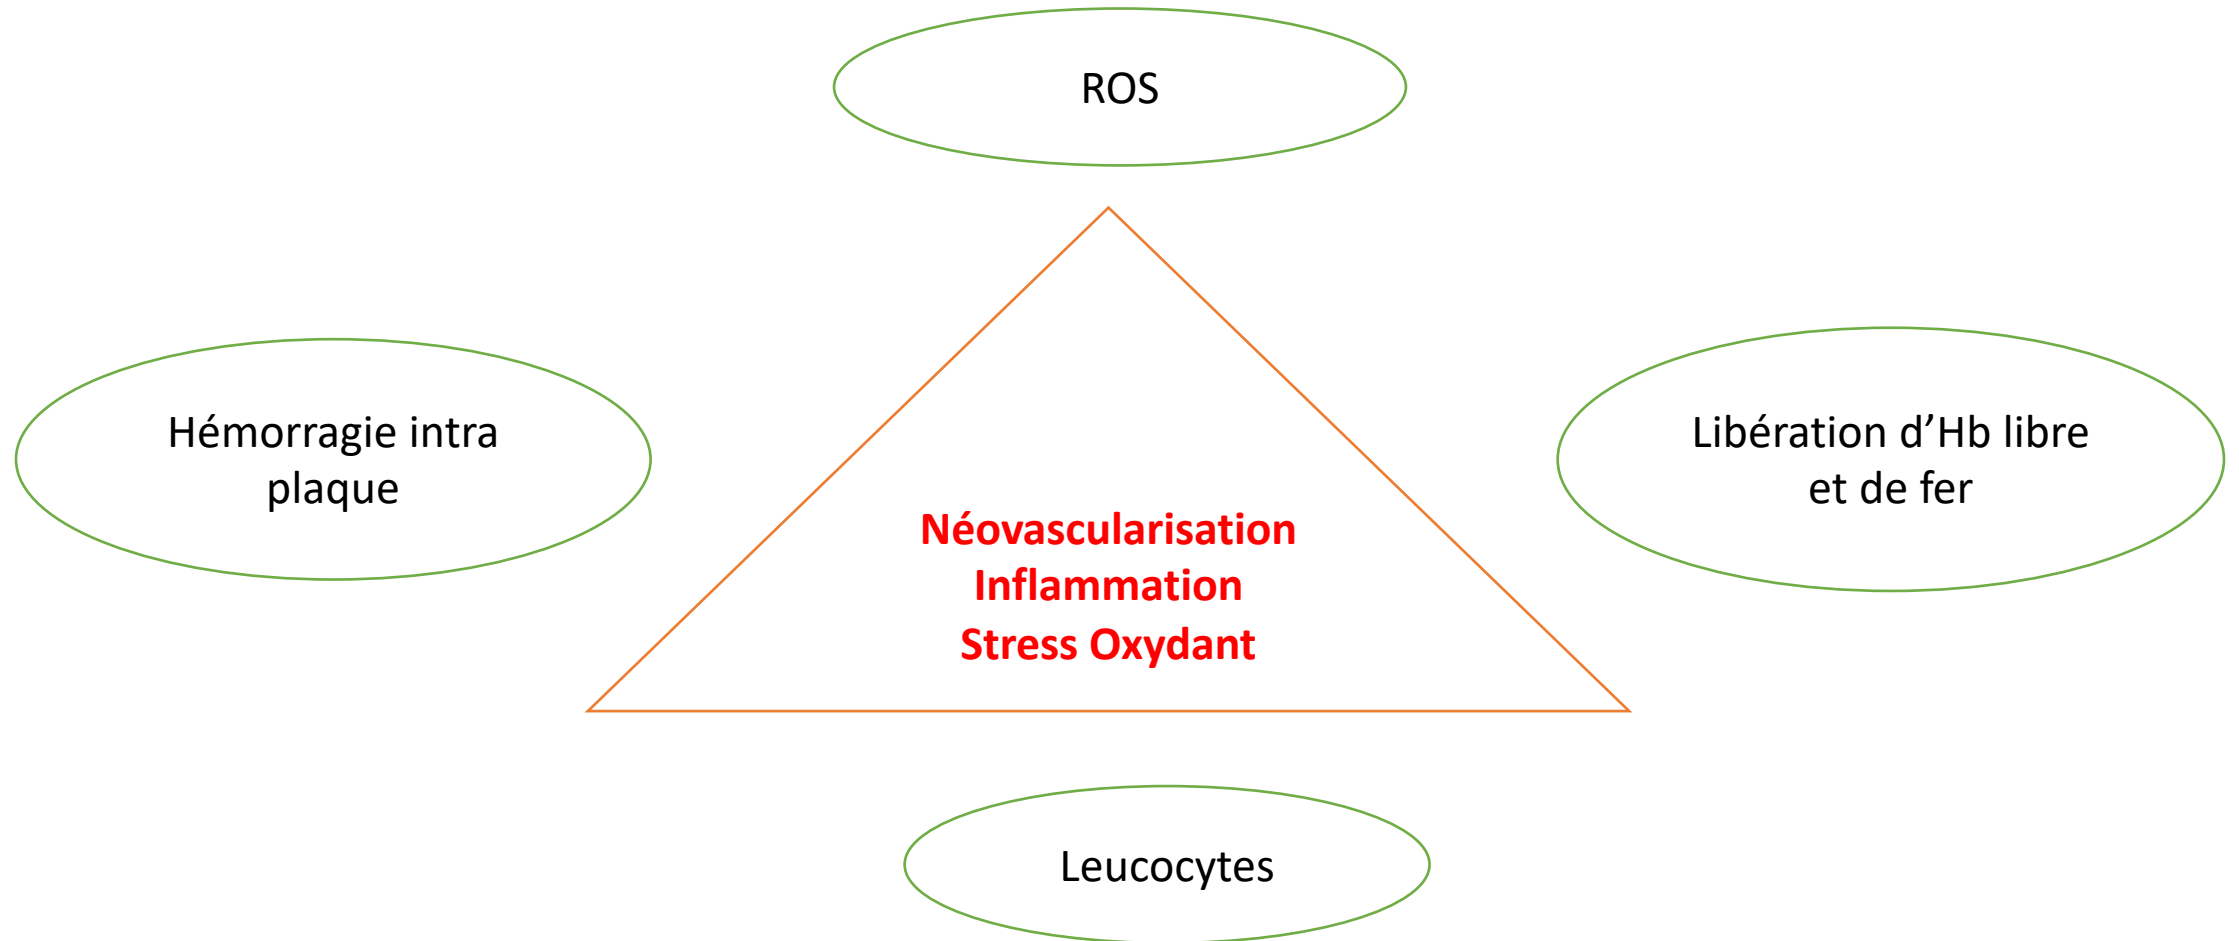 ROS
Hémorragie intra
plaque
Libération d’Hb libre
et de fer
Néovascularisation
Inflammation
Stress Oxydant
Leucocytes